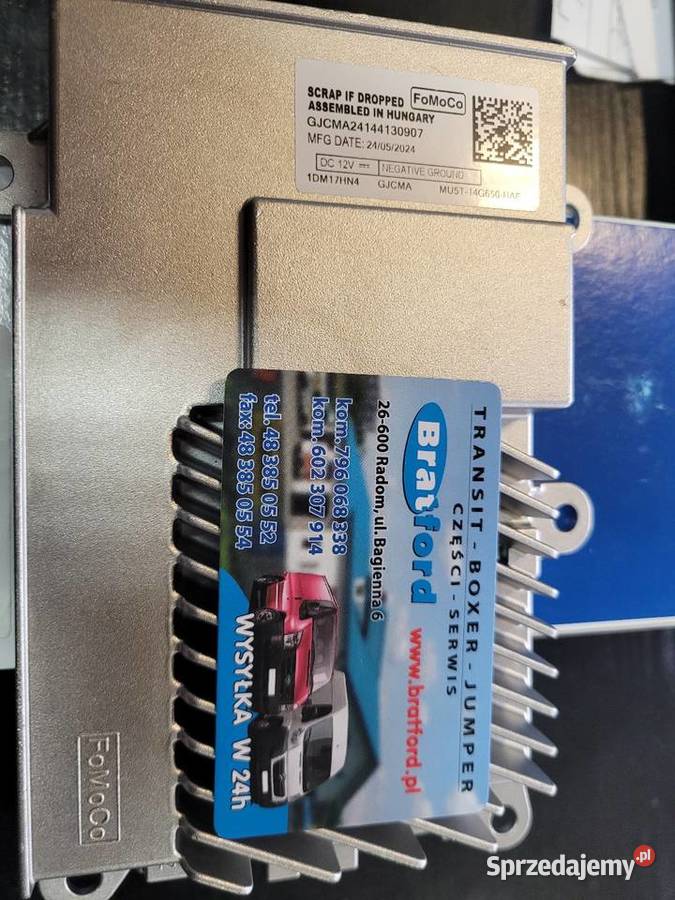 SCRAP IF DROPPED
ASSEMBLED IN HUNGARY
FoMoCo
GJCMA24144130907
MFG DATE: 24/05/2024
DC 12V NEGATIVE GROUND
1DM17HN4 GJCMA
TRANSIT - BOXER - JUMPER
CZĘŚCI - SERWIS
Bratford www.bratford.pl
26-600 Radom, ul. Bagienna 6
kom. 796 068 338
kom. 602 307 914
tel. 48 385 05 52
fax: 48 385 05 54
WYSYŁKA W 24h
FoMoCo
Sprzedajemy.pl